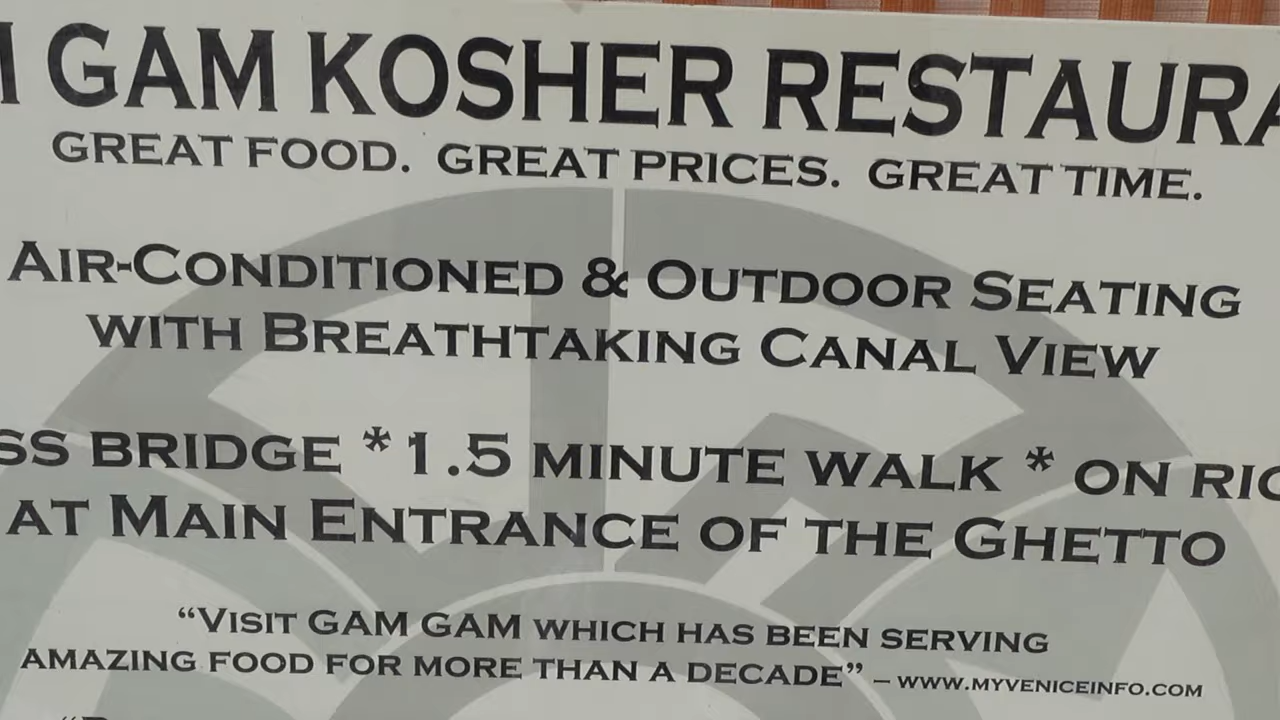 GAM KOSHER RESTAURA
GREAT FOOD. GREAT PRICES. GREAT TIME.
AIR-CONDITIONED & OUTDOOR SEATING
WITH BREATHTAKING CANAL VIEW
SS BRIDGE *1.5 MINUTE WALK * ON RIG
AT MAIN ENTRANCE OF THE GHETTO
“VISIT GAM GAM WHICH HAS BEEN SERVING
AMAZING FOOD FOR MORE THAN A DECADE” – WWW.MYVENICEINFO.COM